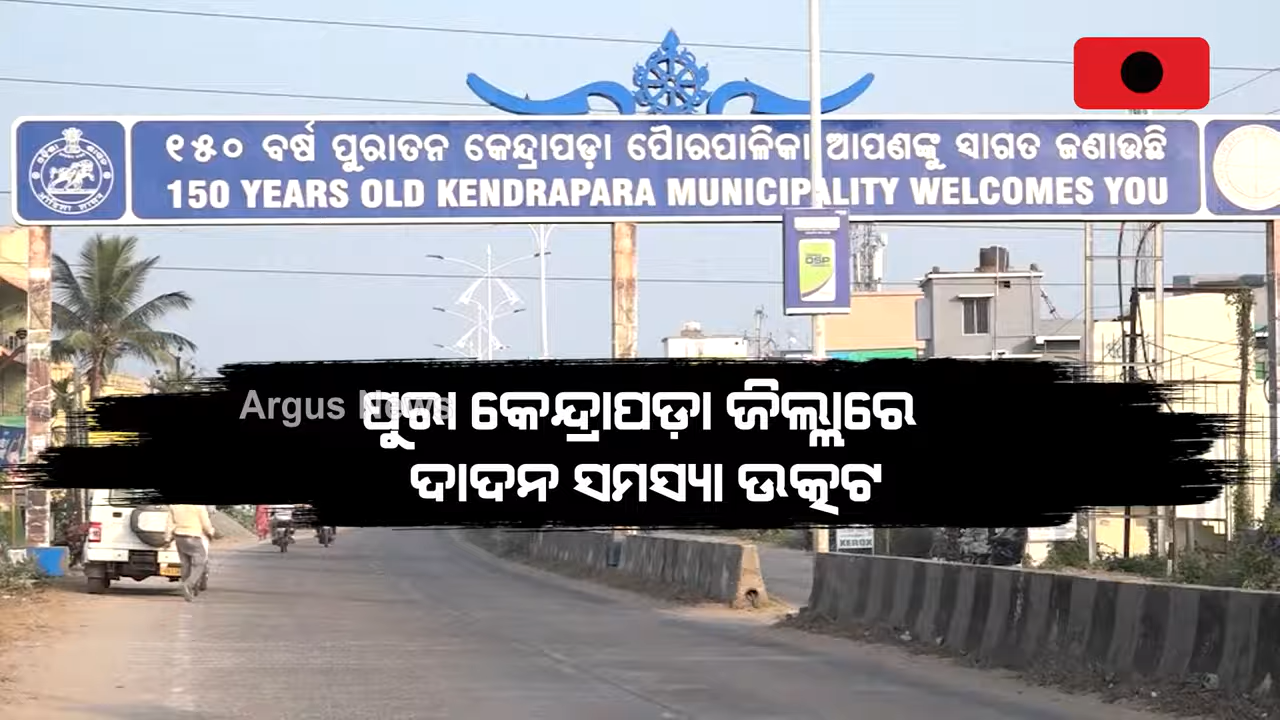 ୧୫୦ ବର୍ଷ ପୁରାତନ କେନ୍ଦ୍ରାପଡ଼ା ପୌରପାଳିକା ଆପଣଙ୍କୁ ସ୍ୱାଗତ ଜଣାଉଛି
150 YEARS OLD KENDRAPARA MUNICIPALITY WELCOMES YOU
DSP
Argus News
ପୁରା କେନ୍ଦ୍ରାପଡ଼ା ଜିଲ୍ଲାରେ
ଦାଦନ ସମସ୍ୟା ଉତ୍କଟ
XEROX